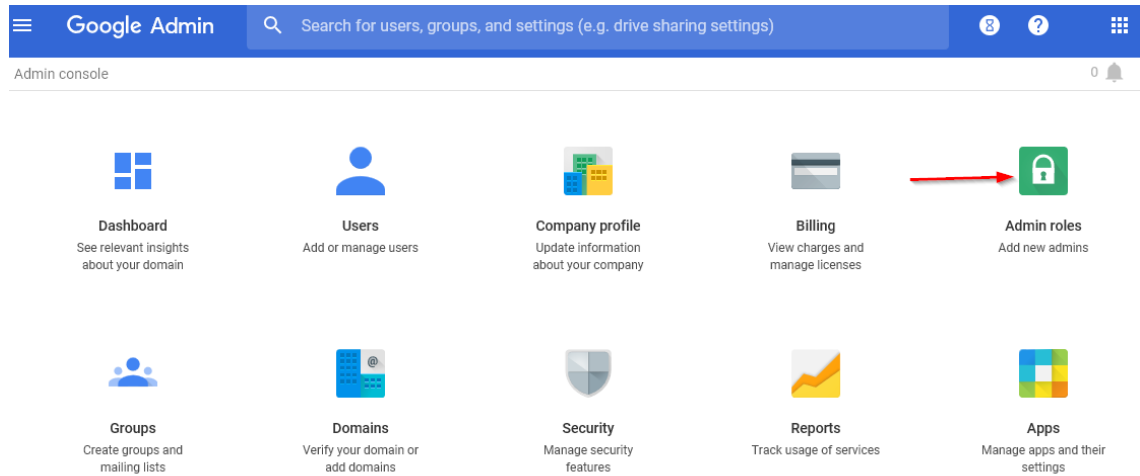 Google Admin
Search for users, groups, and settings (e.g. drive sharing settings)
8
?
Admin console
0
Dashboard
See relevant insights
about your domain
Users
Add or manage users
Company profile
Update information
about your company
Billing
View charges and
manage licenses
Admin roles
Add new admins
Groups
Create groups and
mailing lists
@
Domains
Verify your domain or
add domains
Security
Manage security
features
Reports
Track usage of services
Apps
Manage apps and their
settings